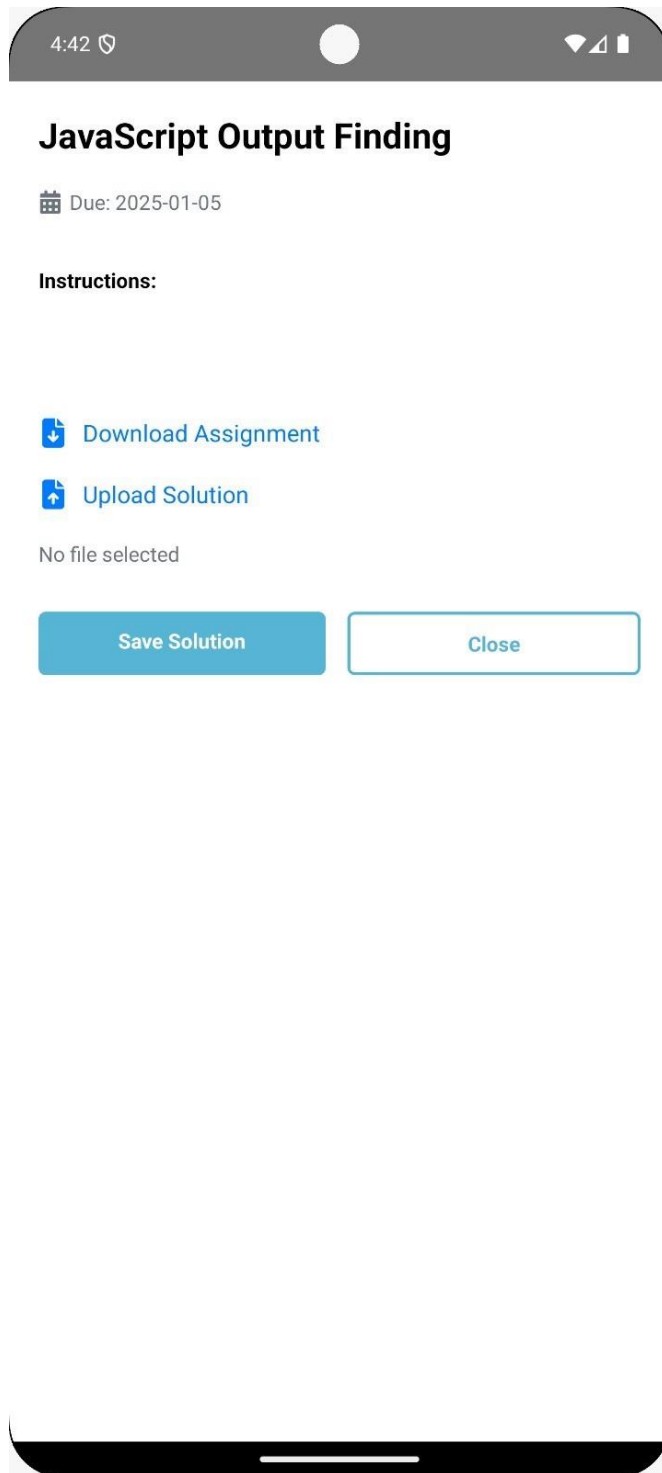 4:42
JavaScript Output Finding
Due: 2025-01-05
Instructions:
Download Assignment
Upload Solution
No file selected
Save Solution
Close